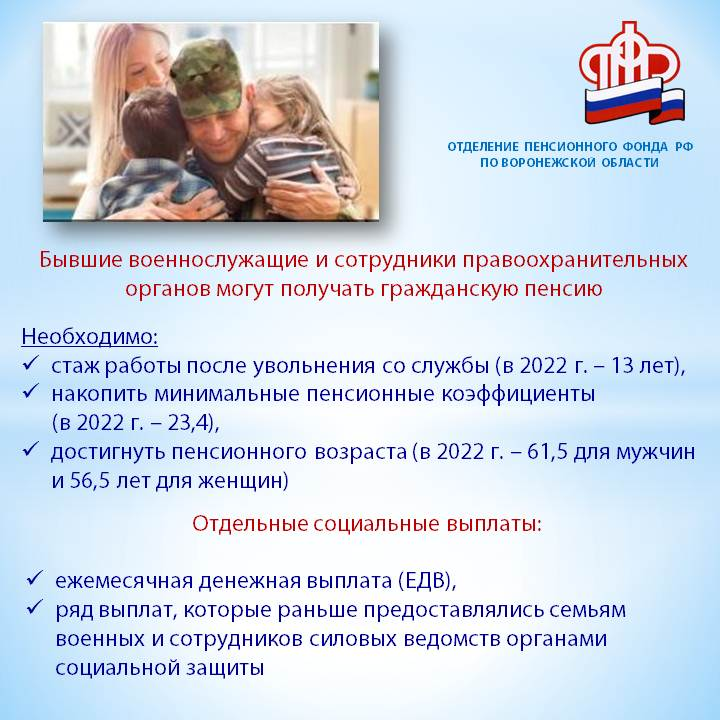 ОТДЕЛЕНИЕ ПЕНСИОННОГО ФОНДА РФ
ПО ВОРОНЕЖСКОЙ ОБЛАСТИ
Бывшие военнослужащие и сотрудники правоохранительных
органов могут получать гражданскую пенсию
Необходимо:
✓ стаж работы после увольнения со службы (в 2022 г. – 13 лет),
✓ накопить минимальные пенсионные коэффициенты
(в 2022 г. – 23,4),
✓ достигнуть пенсионного возраста (в 2022 г. – 61,5 для мужчин
и 56,5 лет для женщин)
Отдельные социальные выплаты:
✓ ежемесячная денежная выплата (ЕДВ),
✓ ряд выплат, которые раньше предоставлялись семьям
военных и сотрудников силовых ведомств органами
социальной защиты